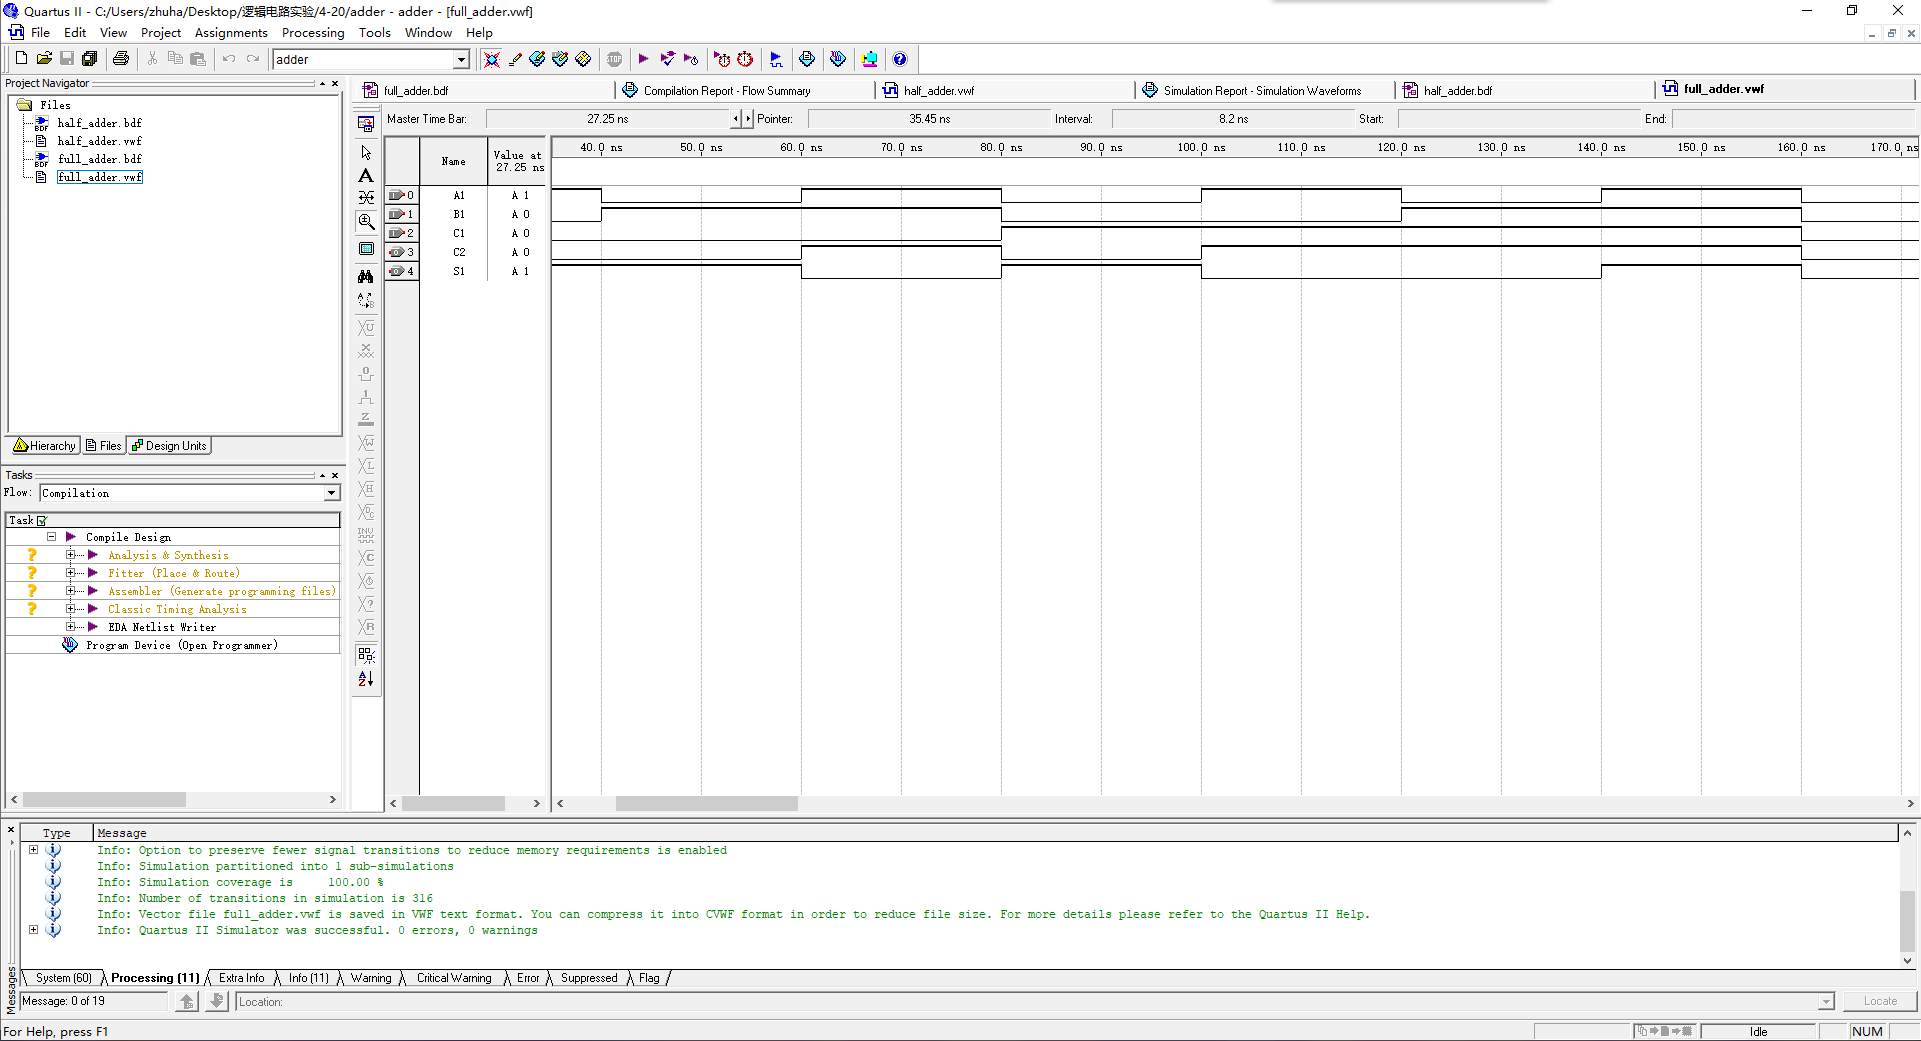 Quartus II - C:/Users/zhuha/Desktop/逻辑电路实验/4-20/adder - adder - [full_adder.vwf]
File Edit View Project Assignments Processing Tools Window Help
adder
Project Navigator
Files
half_adder.bdf
half_adder.vwf
full_adder.bdf
full_adder.vwf
Hierarchy Files Design Units
Tasks
Flow: Compilation
Task
Compile Design
Analysis & Synthesis
Fitter (Place & Route)
Assembler (Generate programming files)
Classic Timing Analysis
EDA Netlist Writer
Program Device (Open Programmer)
full_adder.bdf Compilation Report - Flow Summary half_adder.vwf Simulation Report - Simulation Waveforms half_adder.bdf full_adder.vwf
Master Time Bar: 27.25 ns Pointer: 35.45 ns Interval: 8.2 ns Start: End:
Name Value at 27.25 ns 40.0 ns 50.0 ns 60.0 ns 70.0 ns 80.0 ns 90.0 ns 100.0 ns 110.0 ns 120.0 ns 130.0 ns 140.0 ns 150.0 ns 160.0 ns 170.0 ns
0 A1 A 1
1 B1 A 0
2 C1 A 0
3 C2 A 0
4 S1 A 1
Type Message
Info: Option to preserve fewer signal transitions to reduce memory requirements is enabled
Info: Simulation partitioned into 1 sub-simulations
Info: Simulation coverage is 100.00 %
Info: Number of transitions in simulation is 316
Info: Vector file full_adder.vwf is saved in VWF text format. You can compress it into CVWF format in order to reduce file size. For more details please refer to the Quartus II Help.
Info: Quartus II Simulator was successful. 0 errors, 0 warnings
System (60) Processing (11) Extra Info Info (11) Warning Critical Warning Error Suppressed Flag
Messages
Message: 0 of 19 Location: Locate
For Help, press F1 Idle NUM